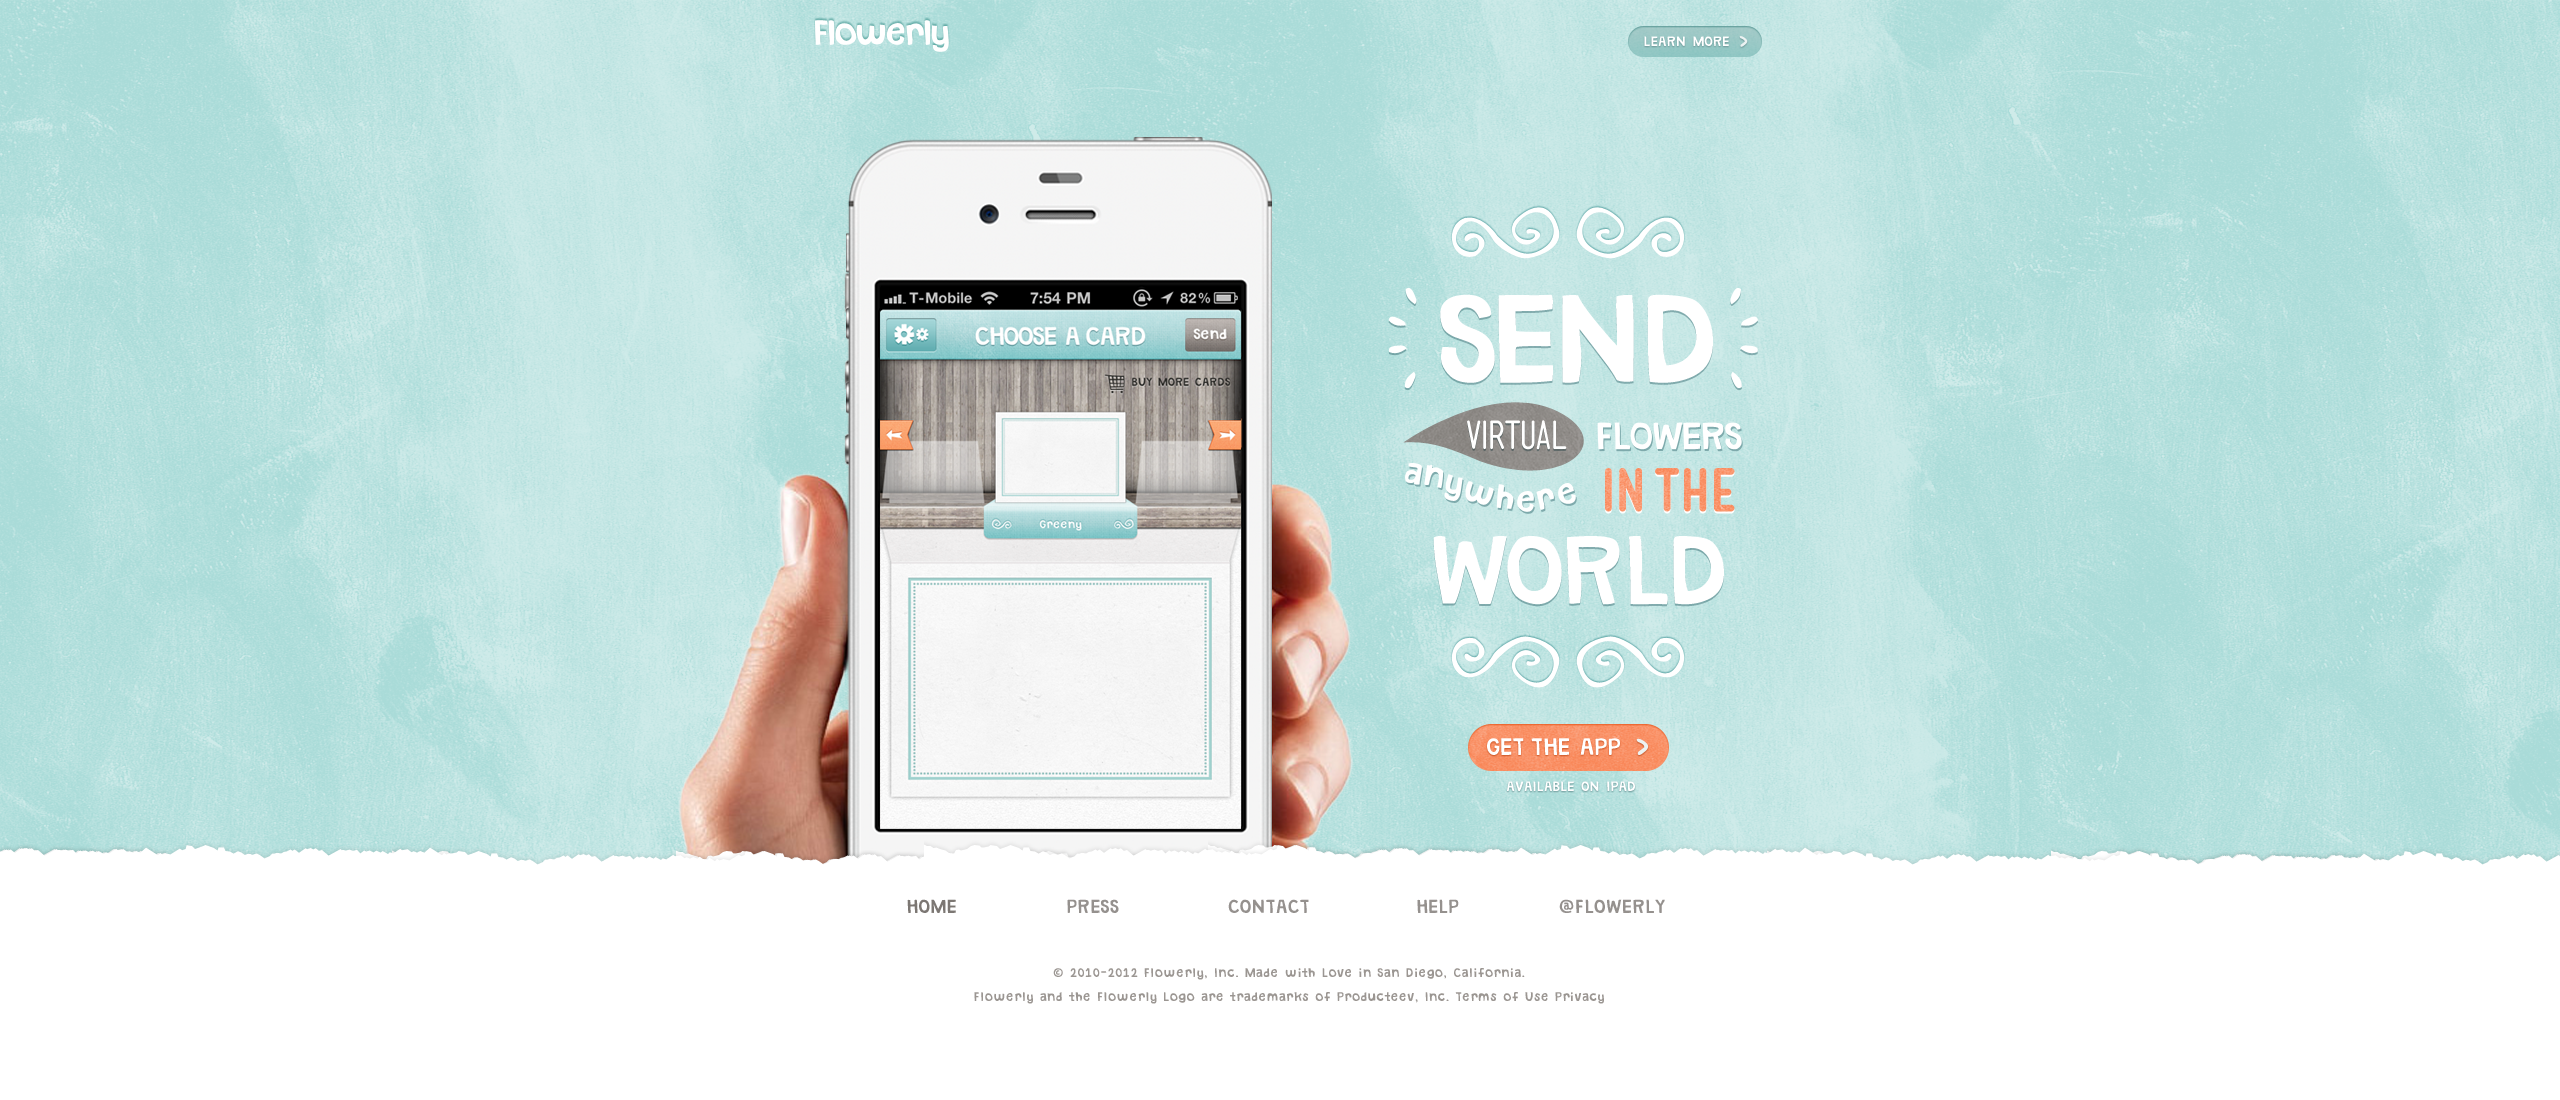 Flowerly
LEARN MORE
T-Mobile 7:54 PM 82%
CHOOSE A CARD
Send
BUY MORE CARDS
Greeny
SEND
VIRTUAL FLOWERS
anywhere IN THE
WORLD
GET THE APP
AVAILABLE ON IPAD
HOME PRESS CONTACT HELP @FLOWERLY
© 2010-2012 Flowerly, Inc. Made with Love in San Diego, California.
Flowerly and the Flowerly Logo are trademarks of Producteev, Inc. Terms of Use Privacy